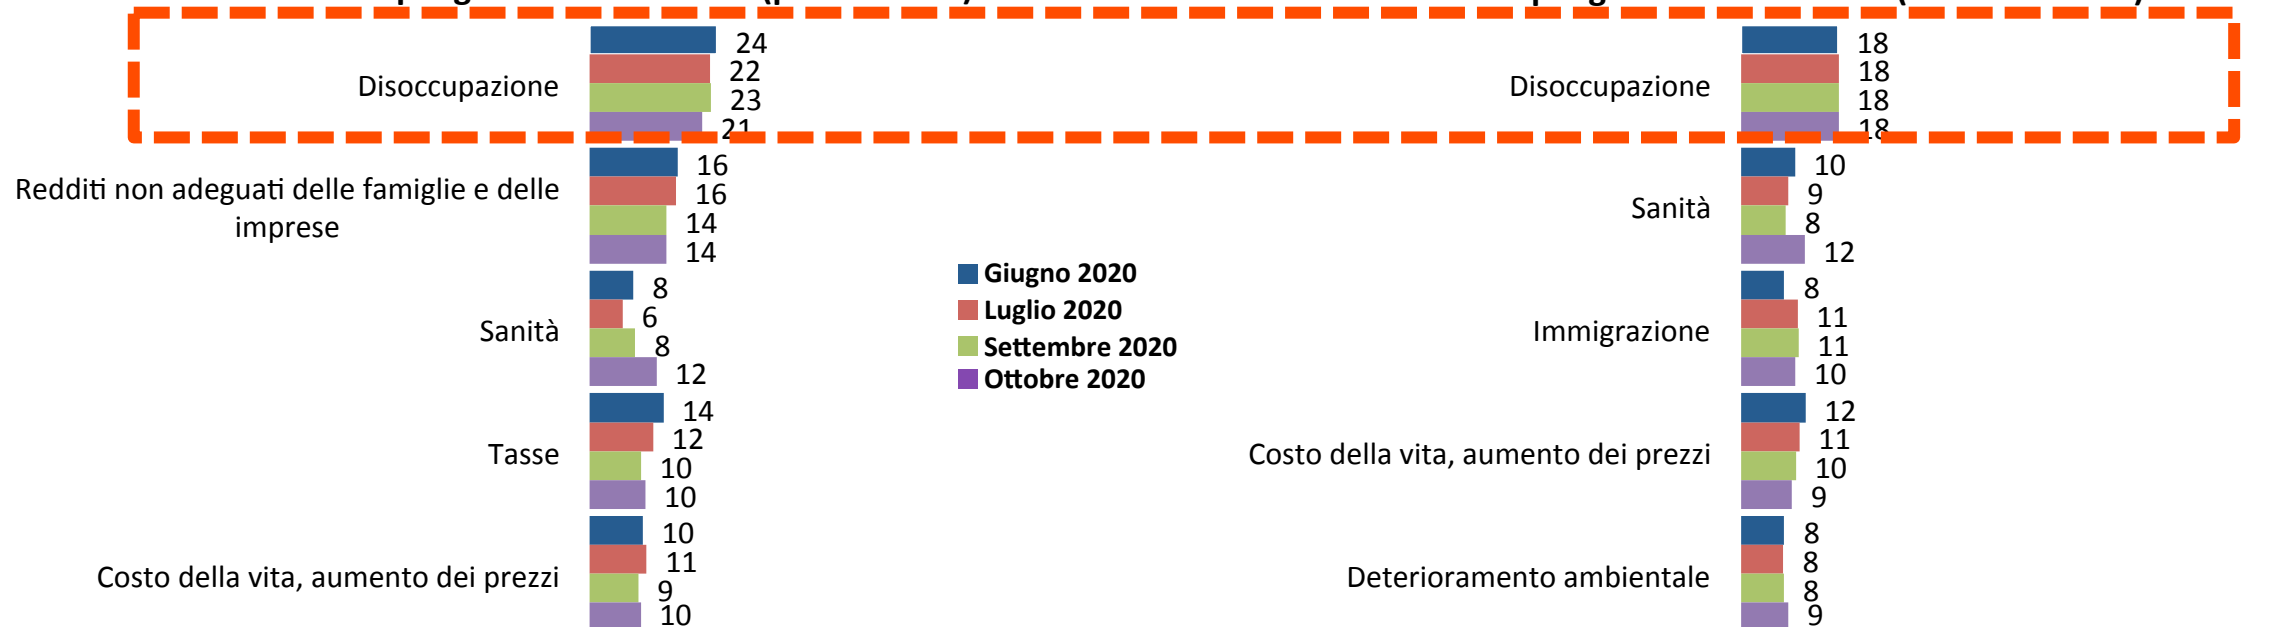 Disoccupazione
24
22
23
21
Redditi non adeguati delle famiglie e delle
imprese
16
16
14
14
Sanità
8
6
8
12
Tasse
14
12
10
10
Costo della vita, aumento dei prezzi
10
11
9
10
Giugno 2020
Luglio 2020
Settembre 2020
Ottobre 2020
Disoccupazione
18
18
18
18
Sanità
10
9
8
12
Immigrazione
8
11
11
10
Costo della vita, aumento dei prezzi
12
11
10
9
Deterioramento ambientale
8
8
8
9